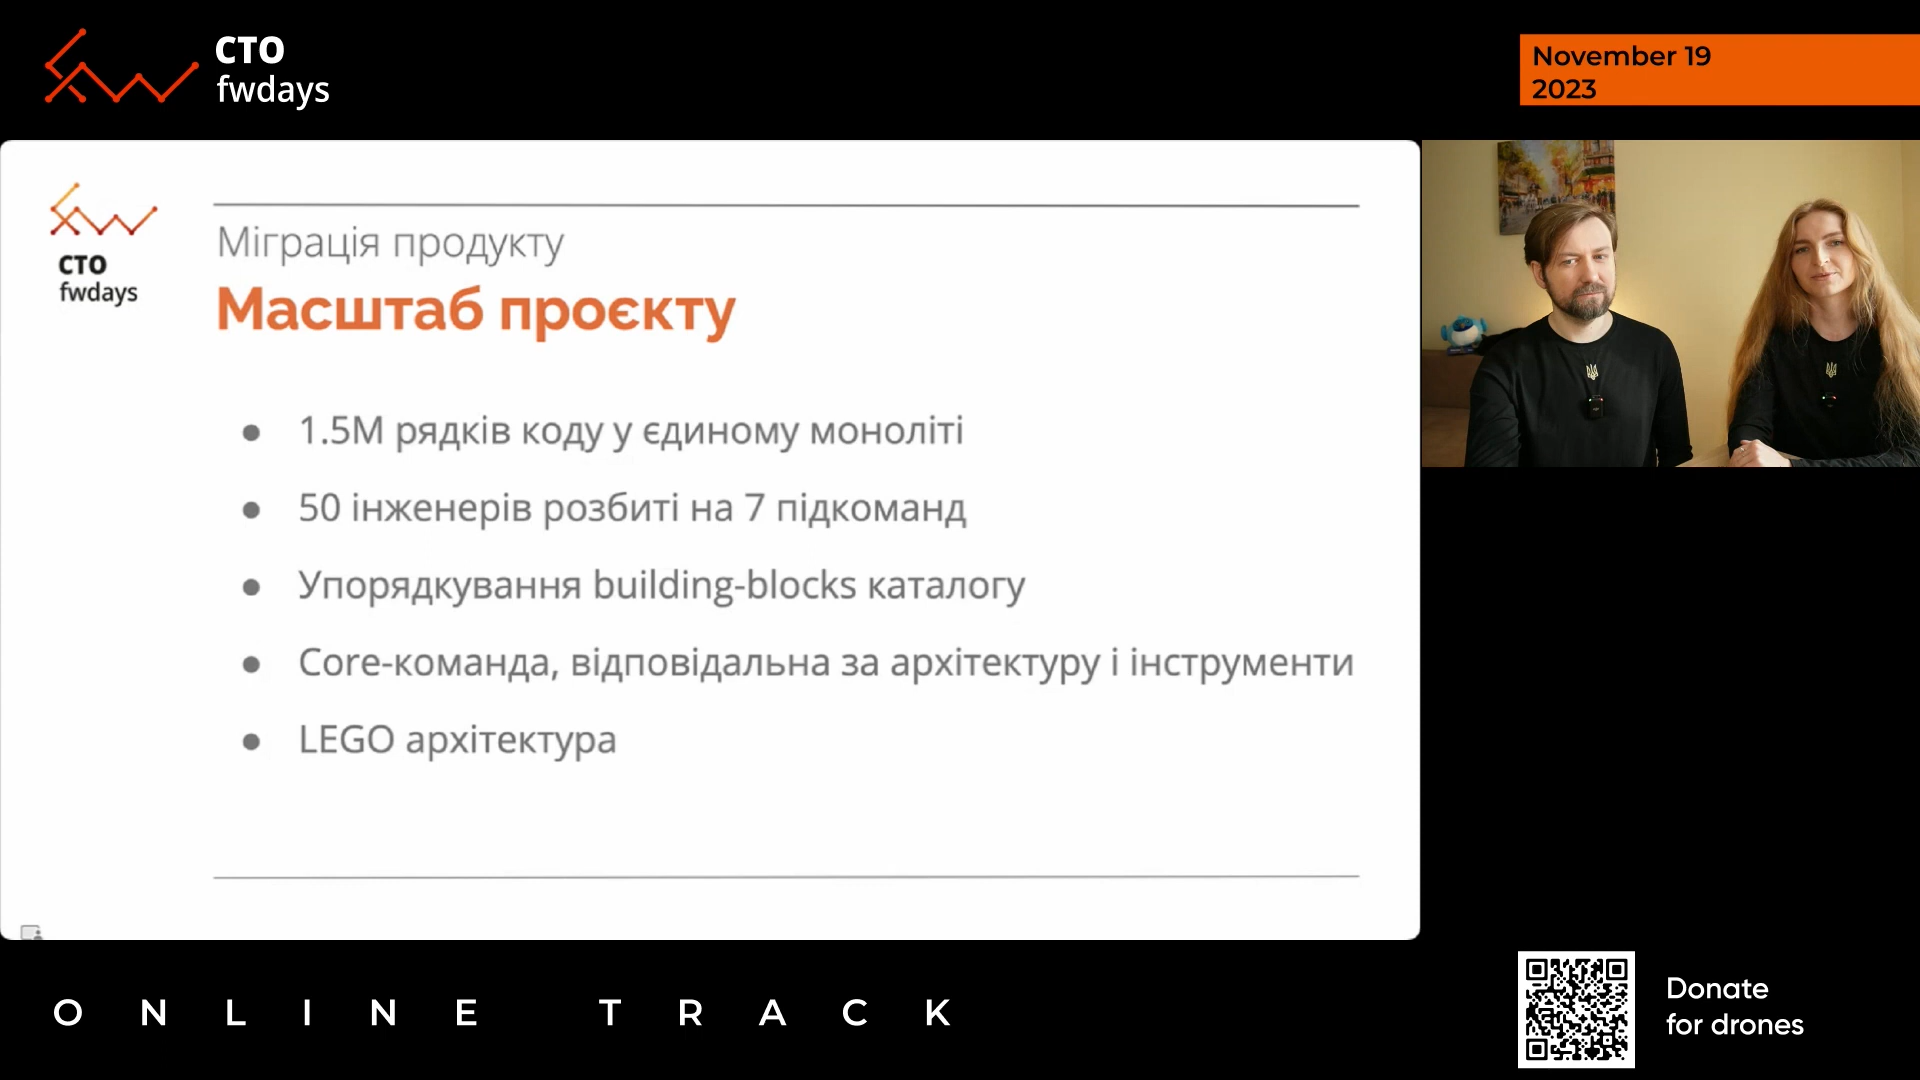 CTO
fwdays
November 19
2023
CTO
fwdays
Міграція продукту
Масштаб проєкту
● 1.5M рядків коду у єдиному моноліті
● 50 інженерів розбиті на 7 підкоманд
● Упорядкування building-blocks каталогу
● Core-команда, відповідальна за архітектуру і інструменти
● LEGO архітектура
ONLINE TRACK
Donate
for drones